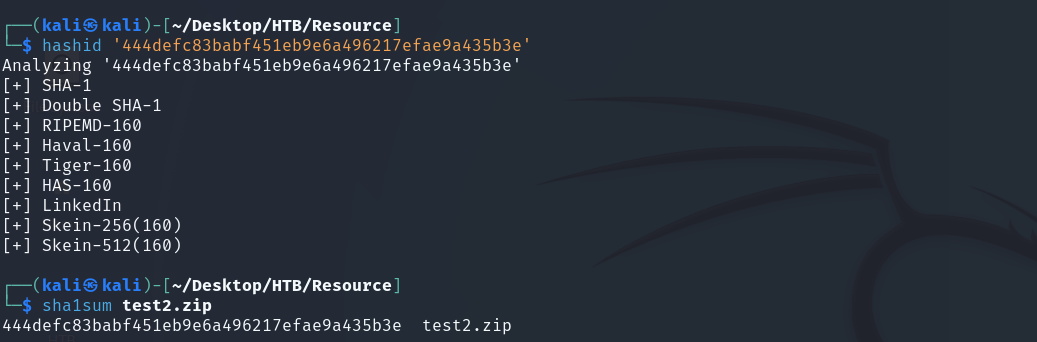 ┌──(kali㉿kali)-[~/Desktop/HTB/Resource]
└─$ hashid '444defc83babf451eb9e6a496217efae9a435b3e'
Analyzing '444defc83babf451eb9e6a496217efae9a435b3e'
[+] SHA-1
[+] Double SHA-1
[+] RIPEMD-160
[+] Haval-160
[+] Tiger-160
[+] HAS-160
[+] LinkedIn
[+] Skein-256(160)
[+] Skein-512(160)
┌──(kali㉿kali)-[~/Desktop/HTB/Resource]
└─$ sha1sum test2.zip
444defc83babf451eb9e6a496217efae9a435b3e  test2.zip